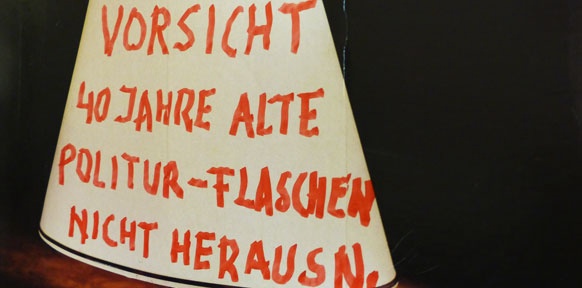 VORSICHT
40 JAHRE ALTE
POLITUR-FLASCHEN
NICHT HERAUSN.